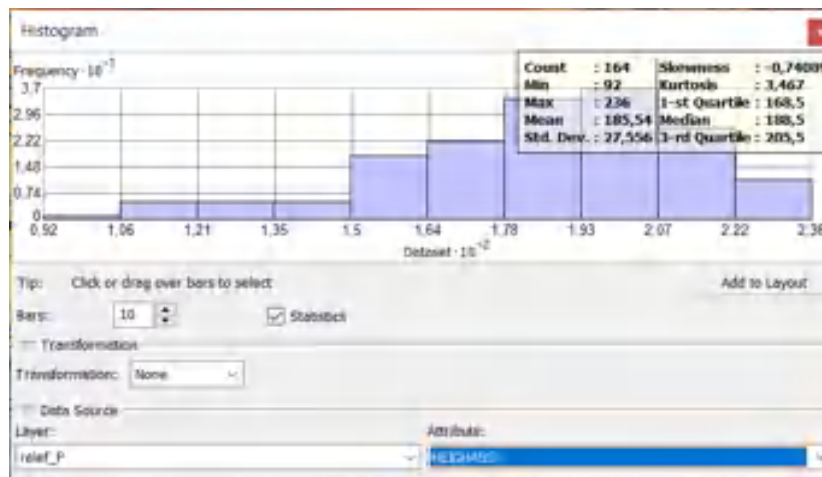 Histogram
Frequency · 10⁻¹
Count : 164 Skewness : -0,74009
Min : 92 Kurtosis : 3,467
Max : 236 1-st Quartile : 168,5
Mean : 185,54 Median : 188,5
Std. Dev. : 27,556 3-rd Quartile : 205,5
3.7
2.96
2.22
1.48
0.74
0
0.92 1.06 1.21 1.35 1.5 1.64 1.78 1.93 2.07 2.22 2.36
Dataset · 10⁻²
Tip: Click or drag over bars to select Add to Layout
Bars: 10 Statistics
Transformation
Transformation: None
Data Source
Layer: Attribute:
relef_P